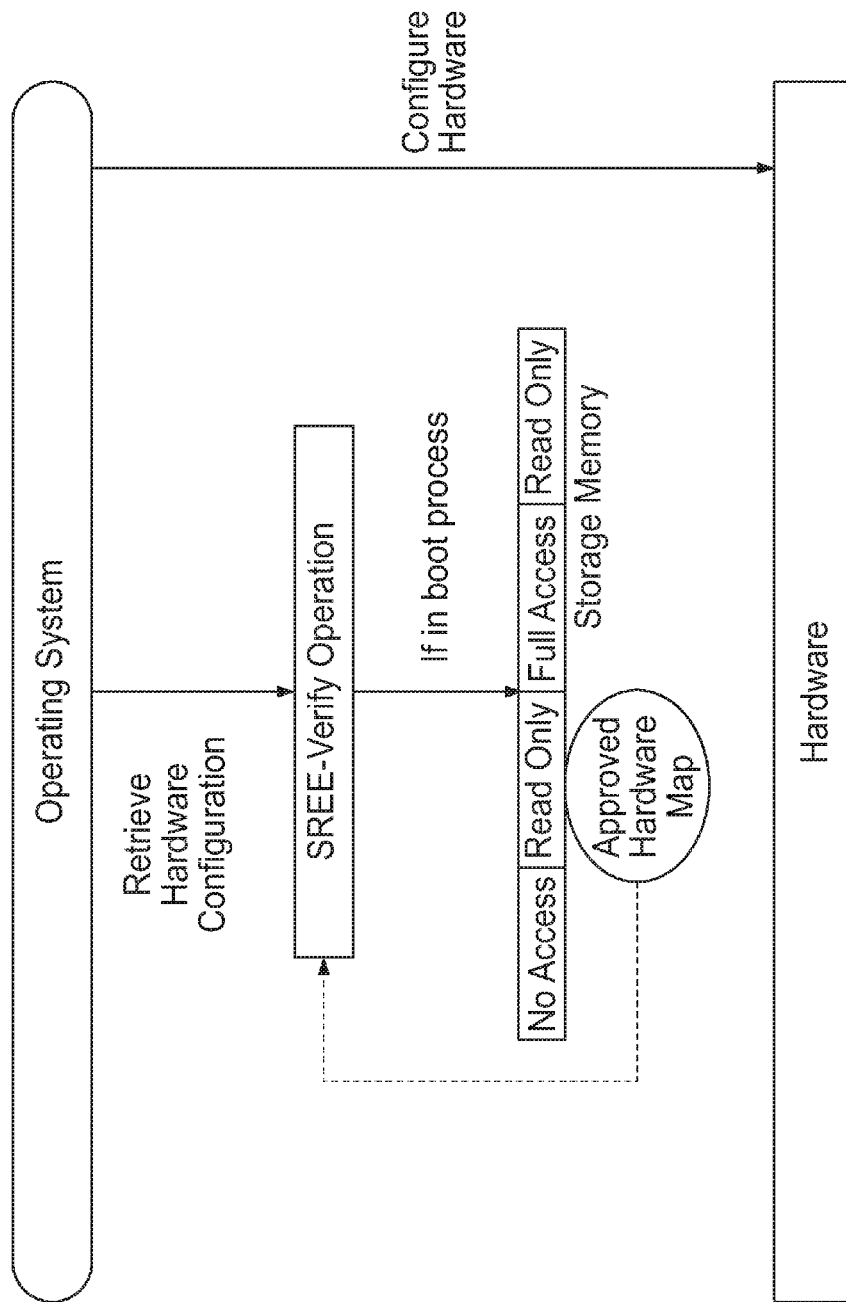 Operating System
Retrieve
Hardware
Configuration
Configure
Hardware
SREE-Verify Operation
If in boot process
No Access Read Only Full Access Read Only
Storage Memory
Approved
Hardware
Map
Hardware